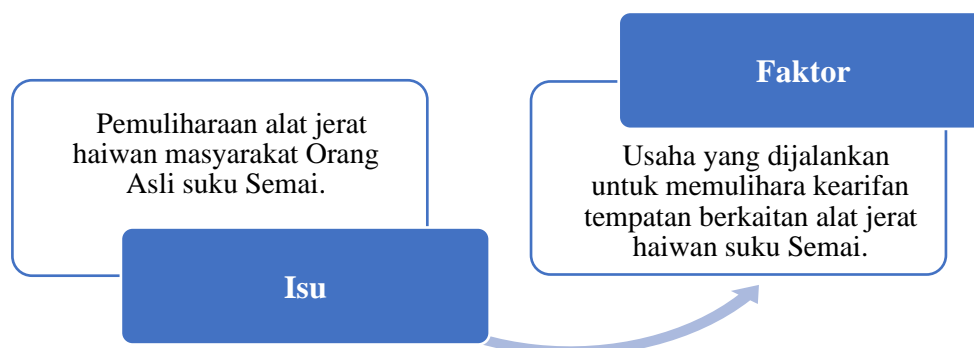 Pemuliharaan alat jerat
haiwan masyarakat Orang
Asli suku Semai.
Isu
Faktor
Usaha yang dijalankan
untuk memulihara kearifan
tempatan berkaitan alat jerat
haiwan suku Semai.